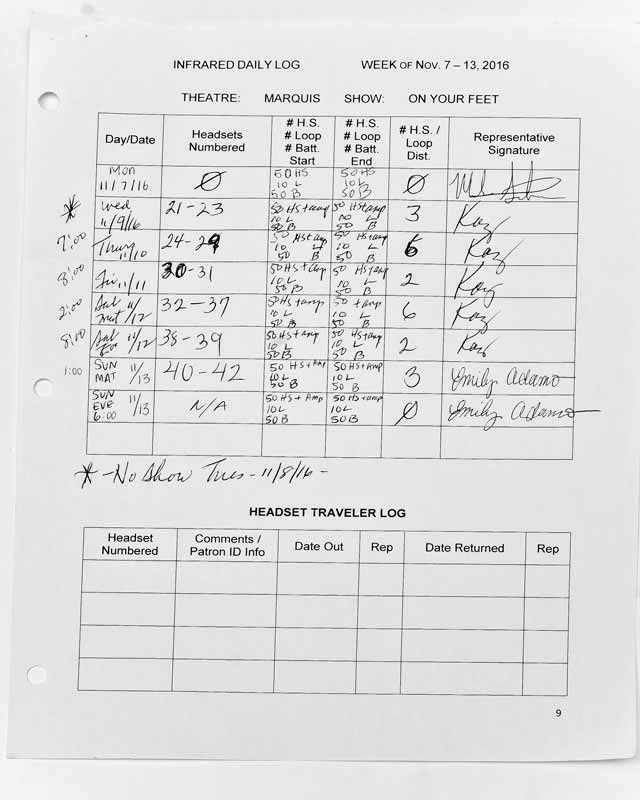 INFRARED DAILY LOG WEEK OF NOV. 7 – 13, 2016
THEATRE: MARQUIS SHOW: ON YOUR FEET
Day/Date Headsets Numbered # H.S. # Loop # Batt. Start # H.S. # Loop # Batt. End # H.S. / Loop Dist. Representative Signature
Mon 11/7/16 Ø 50 HS 10 L 50 B 50 HS 10 L 50 B Ø
* Wed 11/9/16 21-23 50 HS+amp 10 L 50 B 50 HS+amp 10 L 50 B 3 Kaz
7:00 Thurs 11/10 24-29 50 HS+amp 10 L 50 B 50 HS+amp 10 L 50 B 6 Kaz
8:00 Fri 11/11 30-31 50 HS+amp 10 L 50 B 50 HS+amp 10 L 50 B 2 Kaz
2:00 Sat mat 11/12 32-37 50 HS+amp 10 L 50 B 50 +amp 10 L 50 B 6 Kaz
8:00 Sat Eve 11/12 38-39 50 HS+amp 10 L 50 B 50 HS+amp 10 L 50 B 2 Kaz
1:00 SUN MAT 11/13 40-42 50 HS+Amp 10 L 50 B 50 HS+amp 10 L 50 B 3 Emily Adamo
SUN EVE 6:00 11/13 N/A 50 HS+Amp 10 L 50 B 50 HS+amp 10 L 50 B Ø Emily Adamo
* -No Show Tues- 11/8/16 -
HEADSET TRAVELER LOG
Headset Numbered Comments / Patron ID Info Date Out Rep Date Returned Rep
9